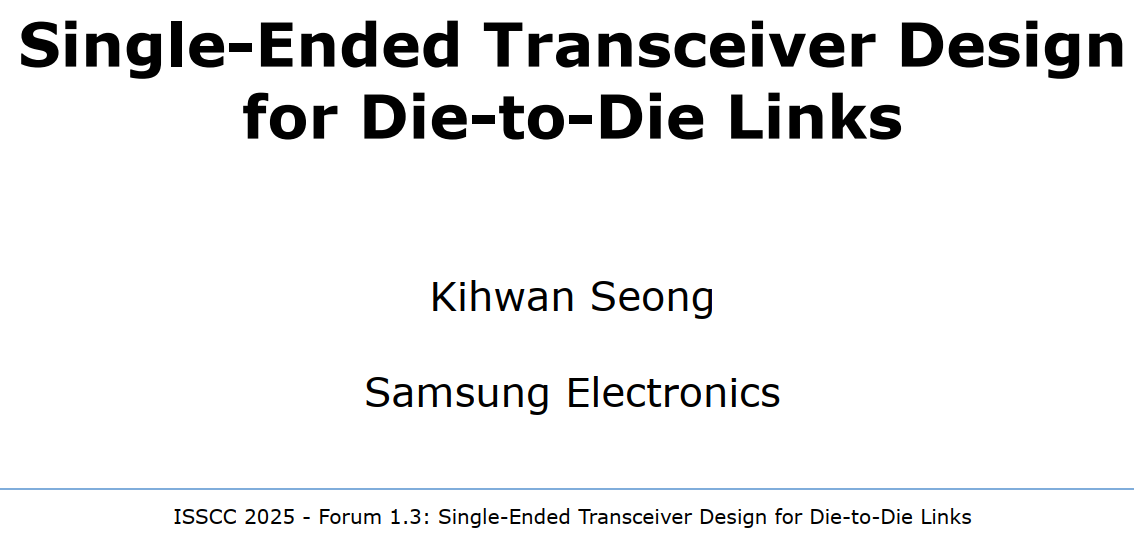 Single-Ended Transceiver Design
for Die-to-Die Links
Kihwan Seong
Samsung Electronics
ISSCC 2025 - Forum 1.3: Single-Ended Transceiver Design for Die-to-Die Links